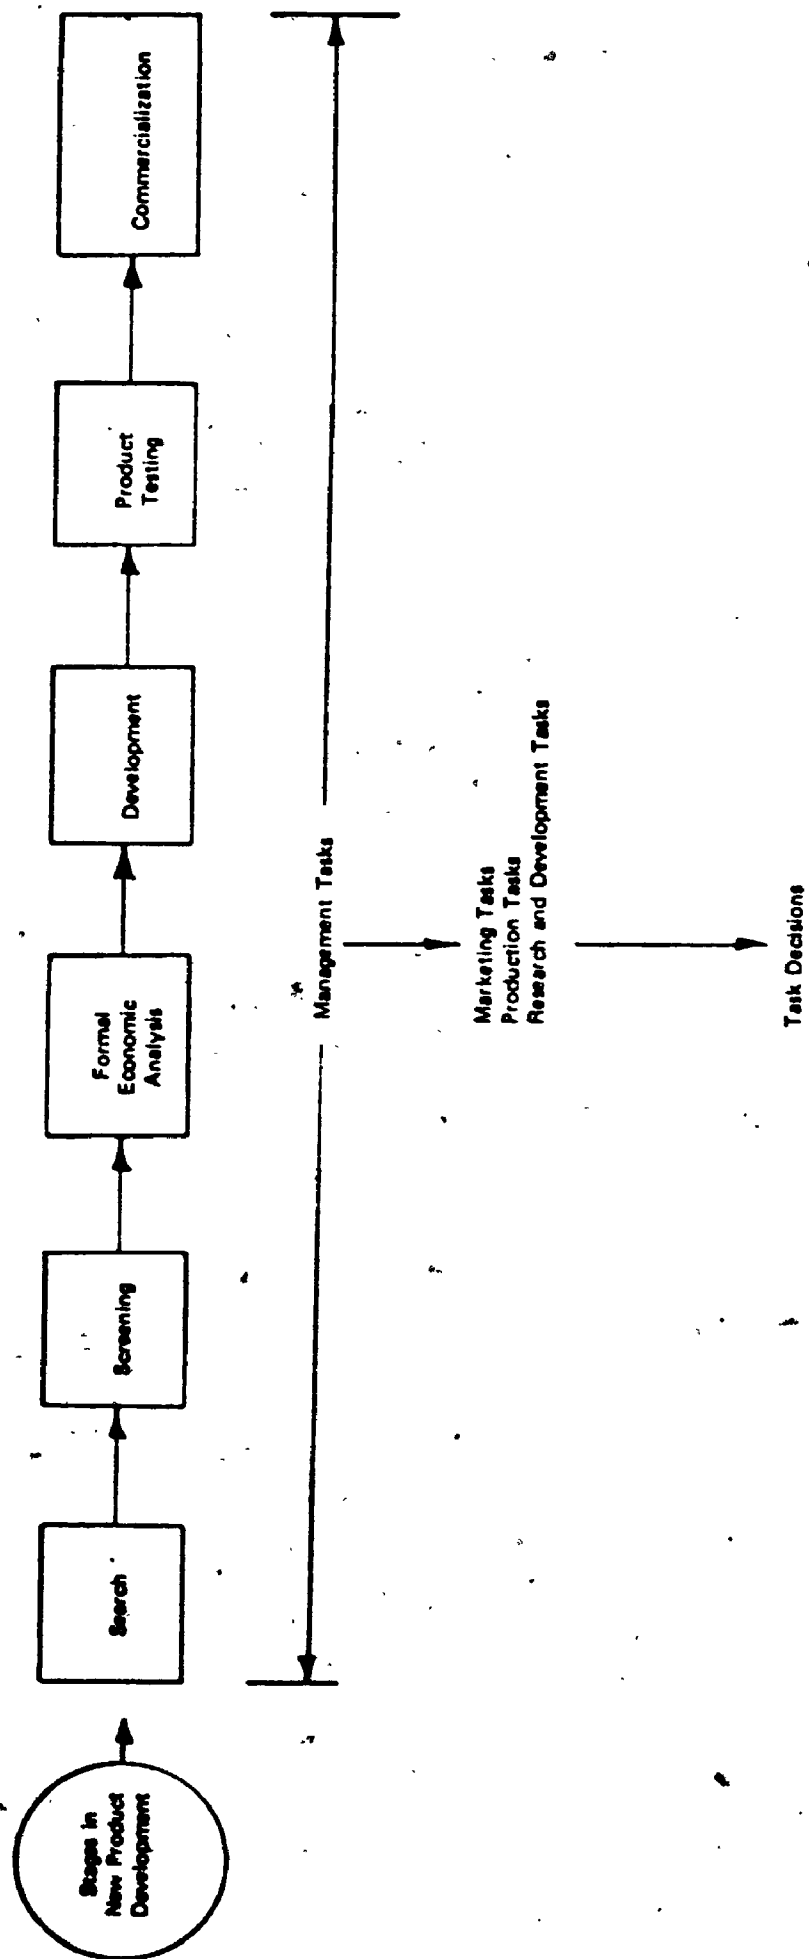 Stages in
New Product
Development
Search
Screening
Formal
Economic
Analysis
Development
Product
Testing
Commercialization
Management Tasks
Marketing Tasks
Production Tasks
Research and Development Tasks
Task Decisions